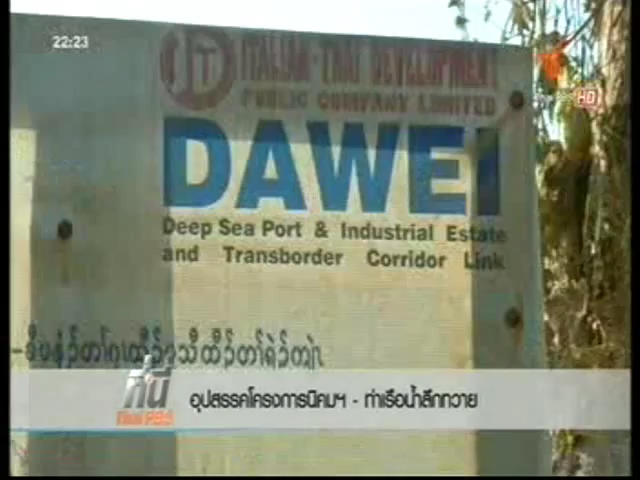 22:23
ITALIAN-THAI DEVELOPMENT
PUBLIC COMPANY LIMITED
HD
DAWEI
Deep Sea Port & Industrial Estate
and Transborder Corridor Link
ที่นี่
Thai PBS
อุปสรรคโครงการนิคมฯ - ท่าเรือน้ำลึกทวาย